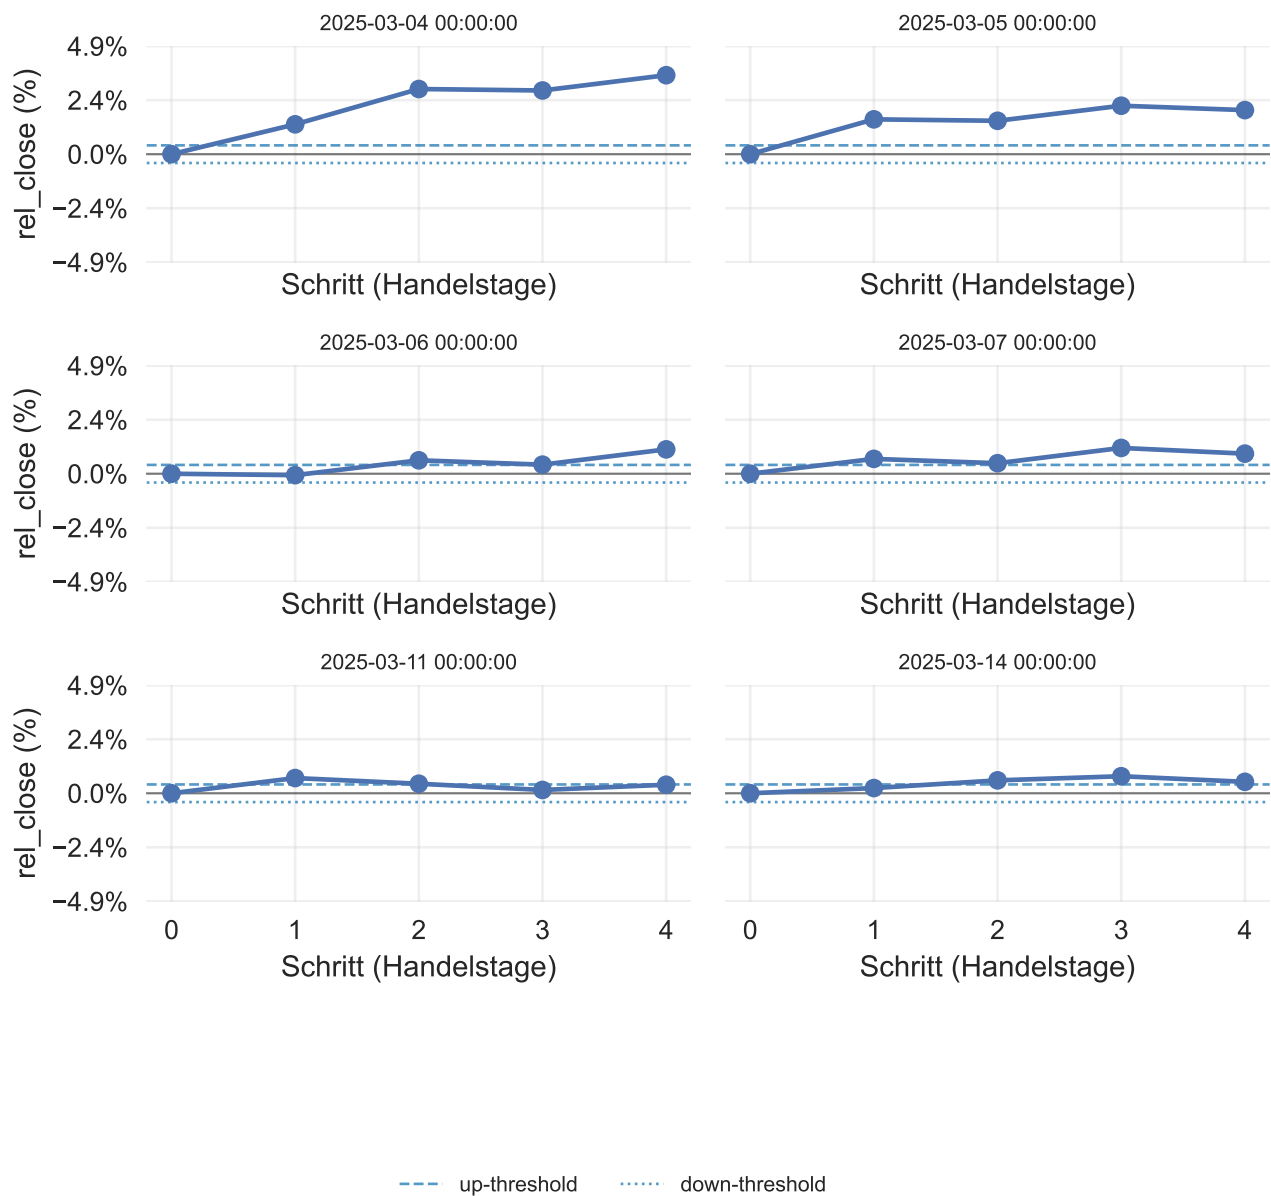 2025-03-04 00:00:00
2025-03-05 00:00:00
4.9%
2.4%
0.0%
−2.4%
−4.9%
rel_close (%)
Schritt (Handelstage)
Schritt (Handelstage)
2025-03-06 00:00:00
2025-03-07 00:00:00
4.9%
2.4%
0.0%
−2.4%
−4.9%
rel_close (%)
Schritt (Handelstage)
Schritt (Handelstage)
2025-03-11 00:00:00
2025-03-14 00:00:00
4.9%
2.4%
0.0%
−2.4%
−4.9%
rel_close (%)
0 1 2 3 4
0 1 2 3 4
Schritt (Handelstage)
Schritt (Handelstage)
up-threshold
down-threshold